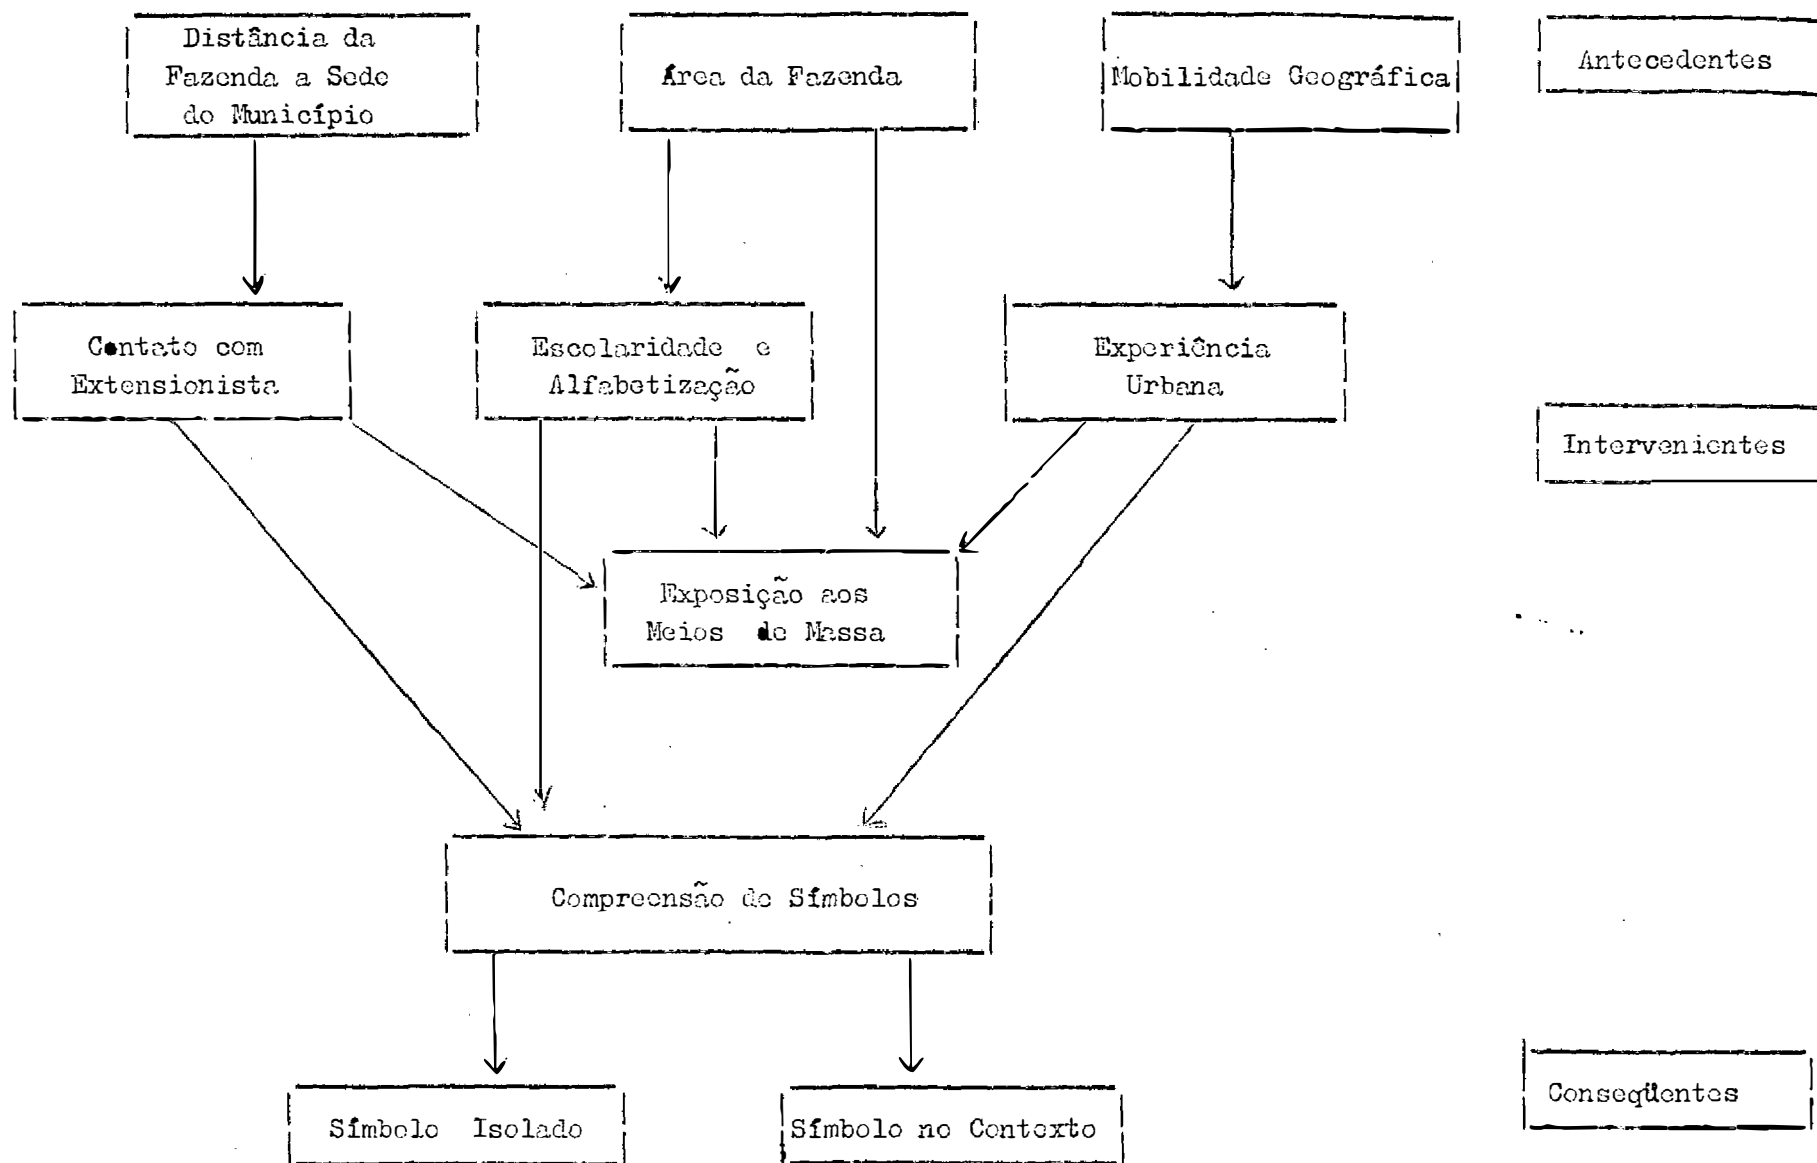 Distância da
Fazenda a Sede
do Município
Área da Fazenda
Mobilidade Geográfica
Antecedentes
Contato com
Extensionista
Escolaridade e
Alfabetização
Experiência
Urbana
Intervenientes
Exposição aos
Meios de Massa
Compreensão de Símbolos
Símbolo Isolado
Símbolo no Contexto
Conseqüentes